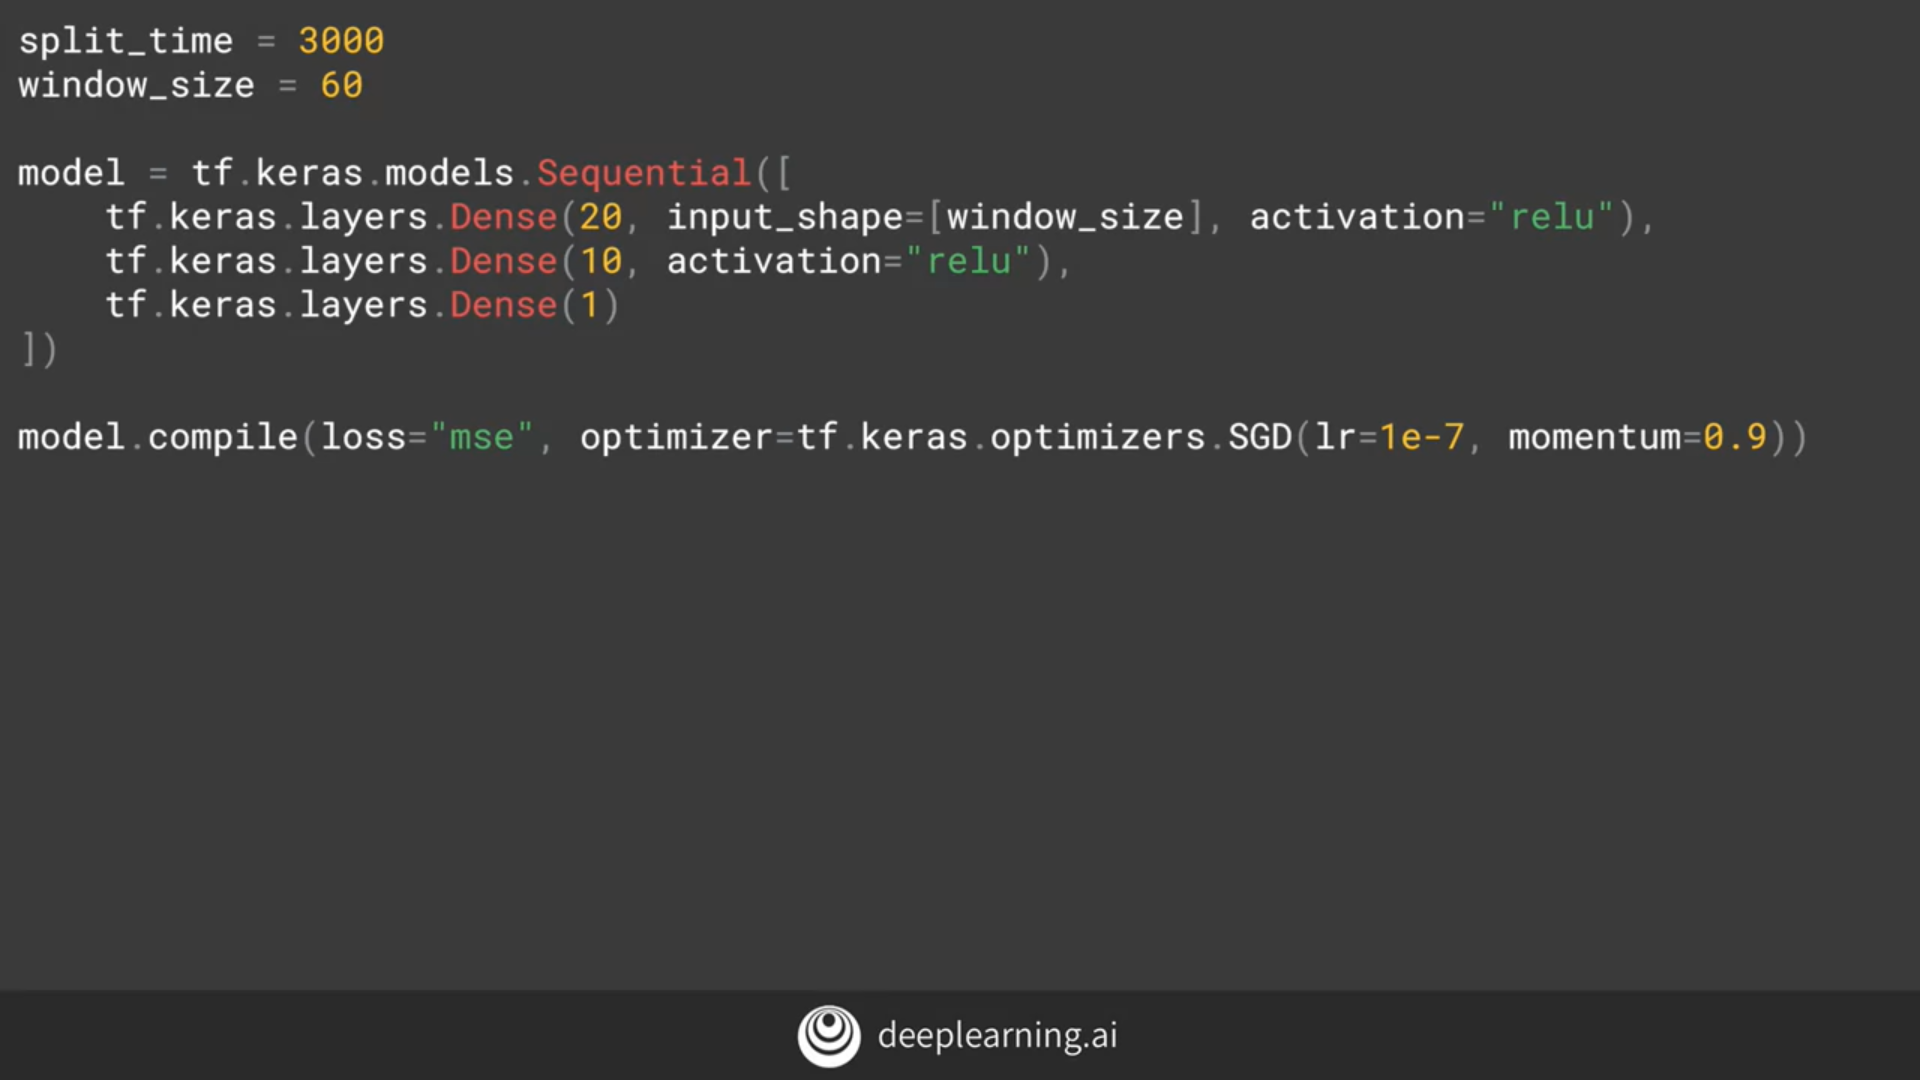 split_time = 3000
window_size = 60
model = tf.keras.models.Sequential([
    tf.keras.layers.Dense(20, input_shape=[window_size], activation="relu"),
    tf.keras.layers.Dense(10, activation="relu"),
    tf.keras.layers.Dense(1)
])
model.compile(loss="mse", optimizer=tf.keras.optimizers.SGD(lr=1e-7, momentum=0.9))
deeplearning.ai